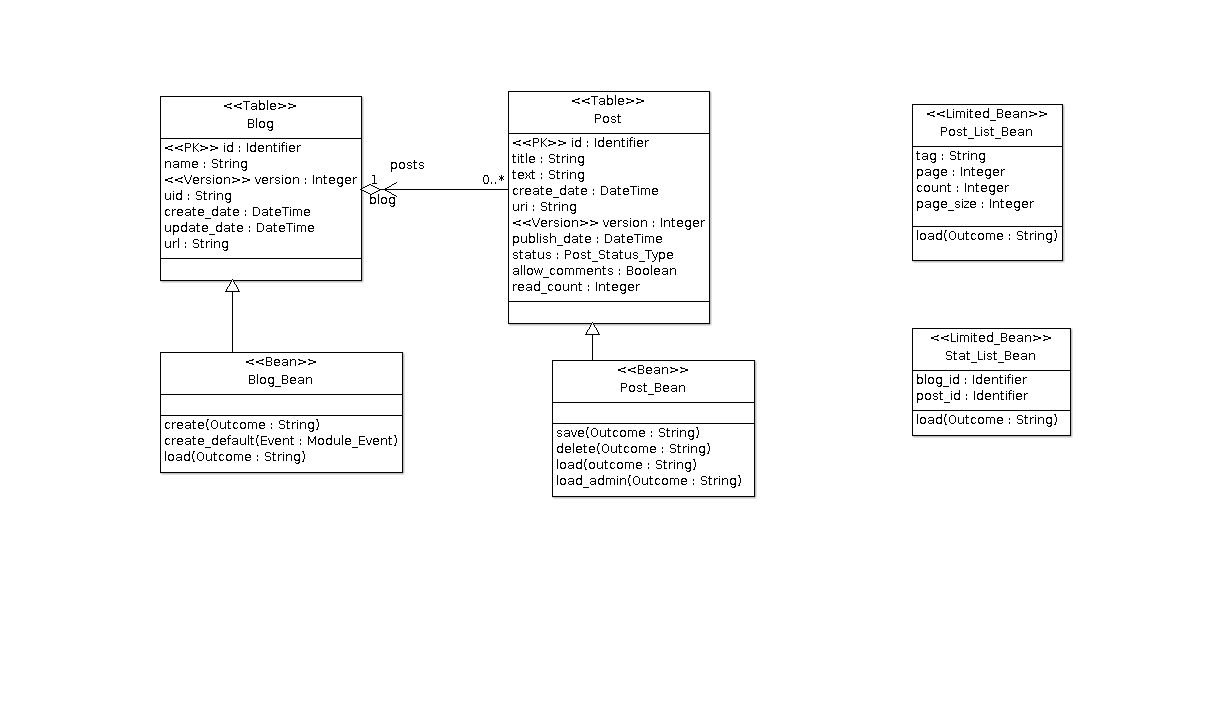 <<Table>>
Blog
<<PK>> id : Identifier
name : String
<<Version>> version : Integer
uid : String
create_date : DateTime
update_date : DateTime
url : String
posts
1
blog
0..*
<<Table>>
Post
<<PK>> id : Identifier
title : String
text : String
create_date : DateTime
uri : String
<<Version>> version : Integer
publish_date : DateTime
status : Post_Status_Type
allow_comments : Boolean
read_count : Integer
<<Limited_Bean>>
Post_List_Bean
tag : String
page : Integer
count : Integer
page_size : Integer
load(Outcome : String)
<<Bean>>
Blog_Bean
create(Outcome : String)
create_default(Event : Module_Event)
load(Outcome : String)
<<Bean>>
Post_Bean
save(Outcome : String)
delete(Outcome : String)
load(outcome : String)
load_admin(Outcome : String)
<<Limited_Bean>>
Stat_List_Bean
blog_id : Identifier
post_id : Identifier
load(Outcome : String)